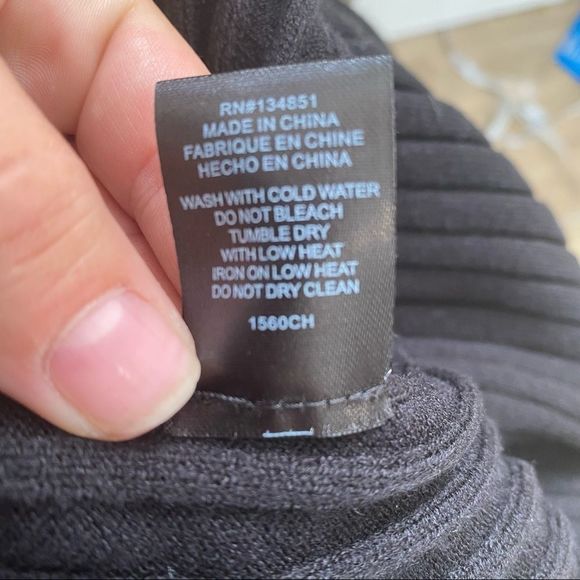 RN#134851
MADE IN CHINA
FABRIQUE EN CHINE
HECHO EN CHINA
WASH WITH COLD WATER
DO NOT BLEACH
TUMBLE DRY
WITH LOW HEAT
IRON ON LOW HEAT
DO NOT DRY CLEAN
1560CH